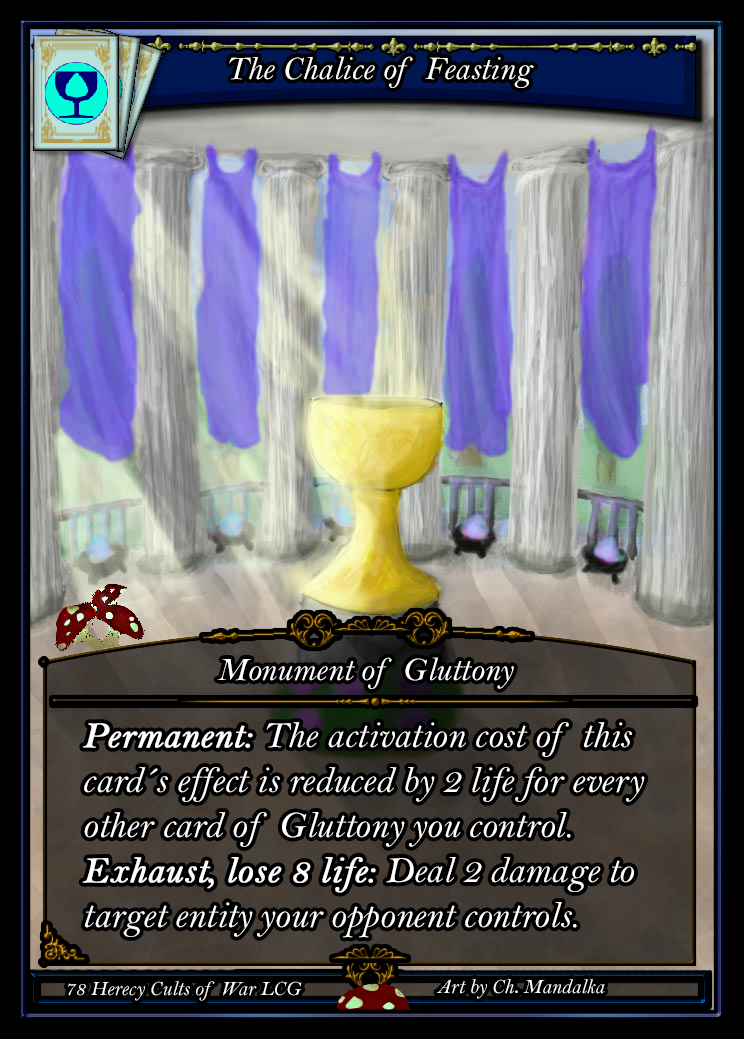 The Chalice of Feasting
Monument of Gluttony
Permanent: The activation cost of this
card´s effect is reduced by 2 life for every
other card of Gluttony you control.
Exhaust, lose 8 life: Deal 2 damage to
target entity your opponent controls.
78 Herecy Cults of War LCG
Art by Ch. Mandalka